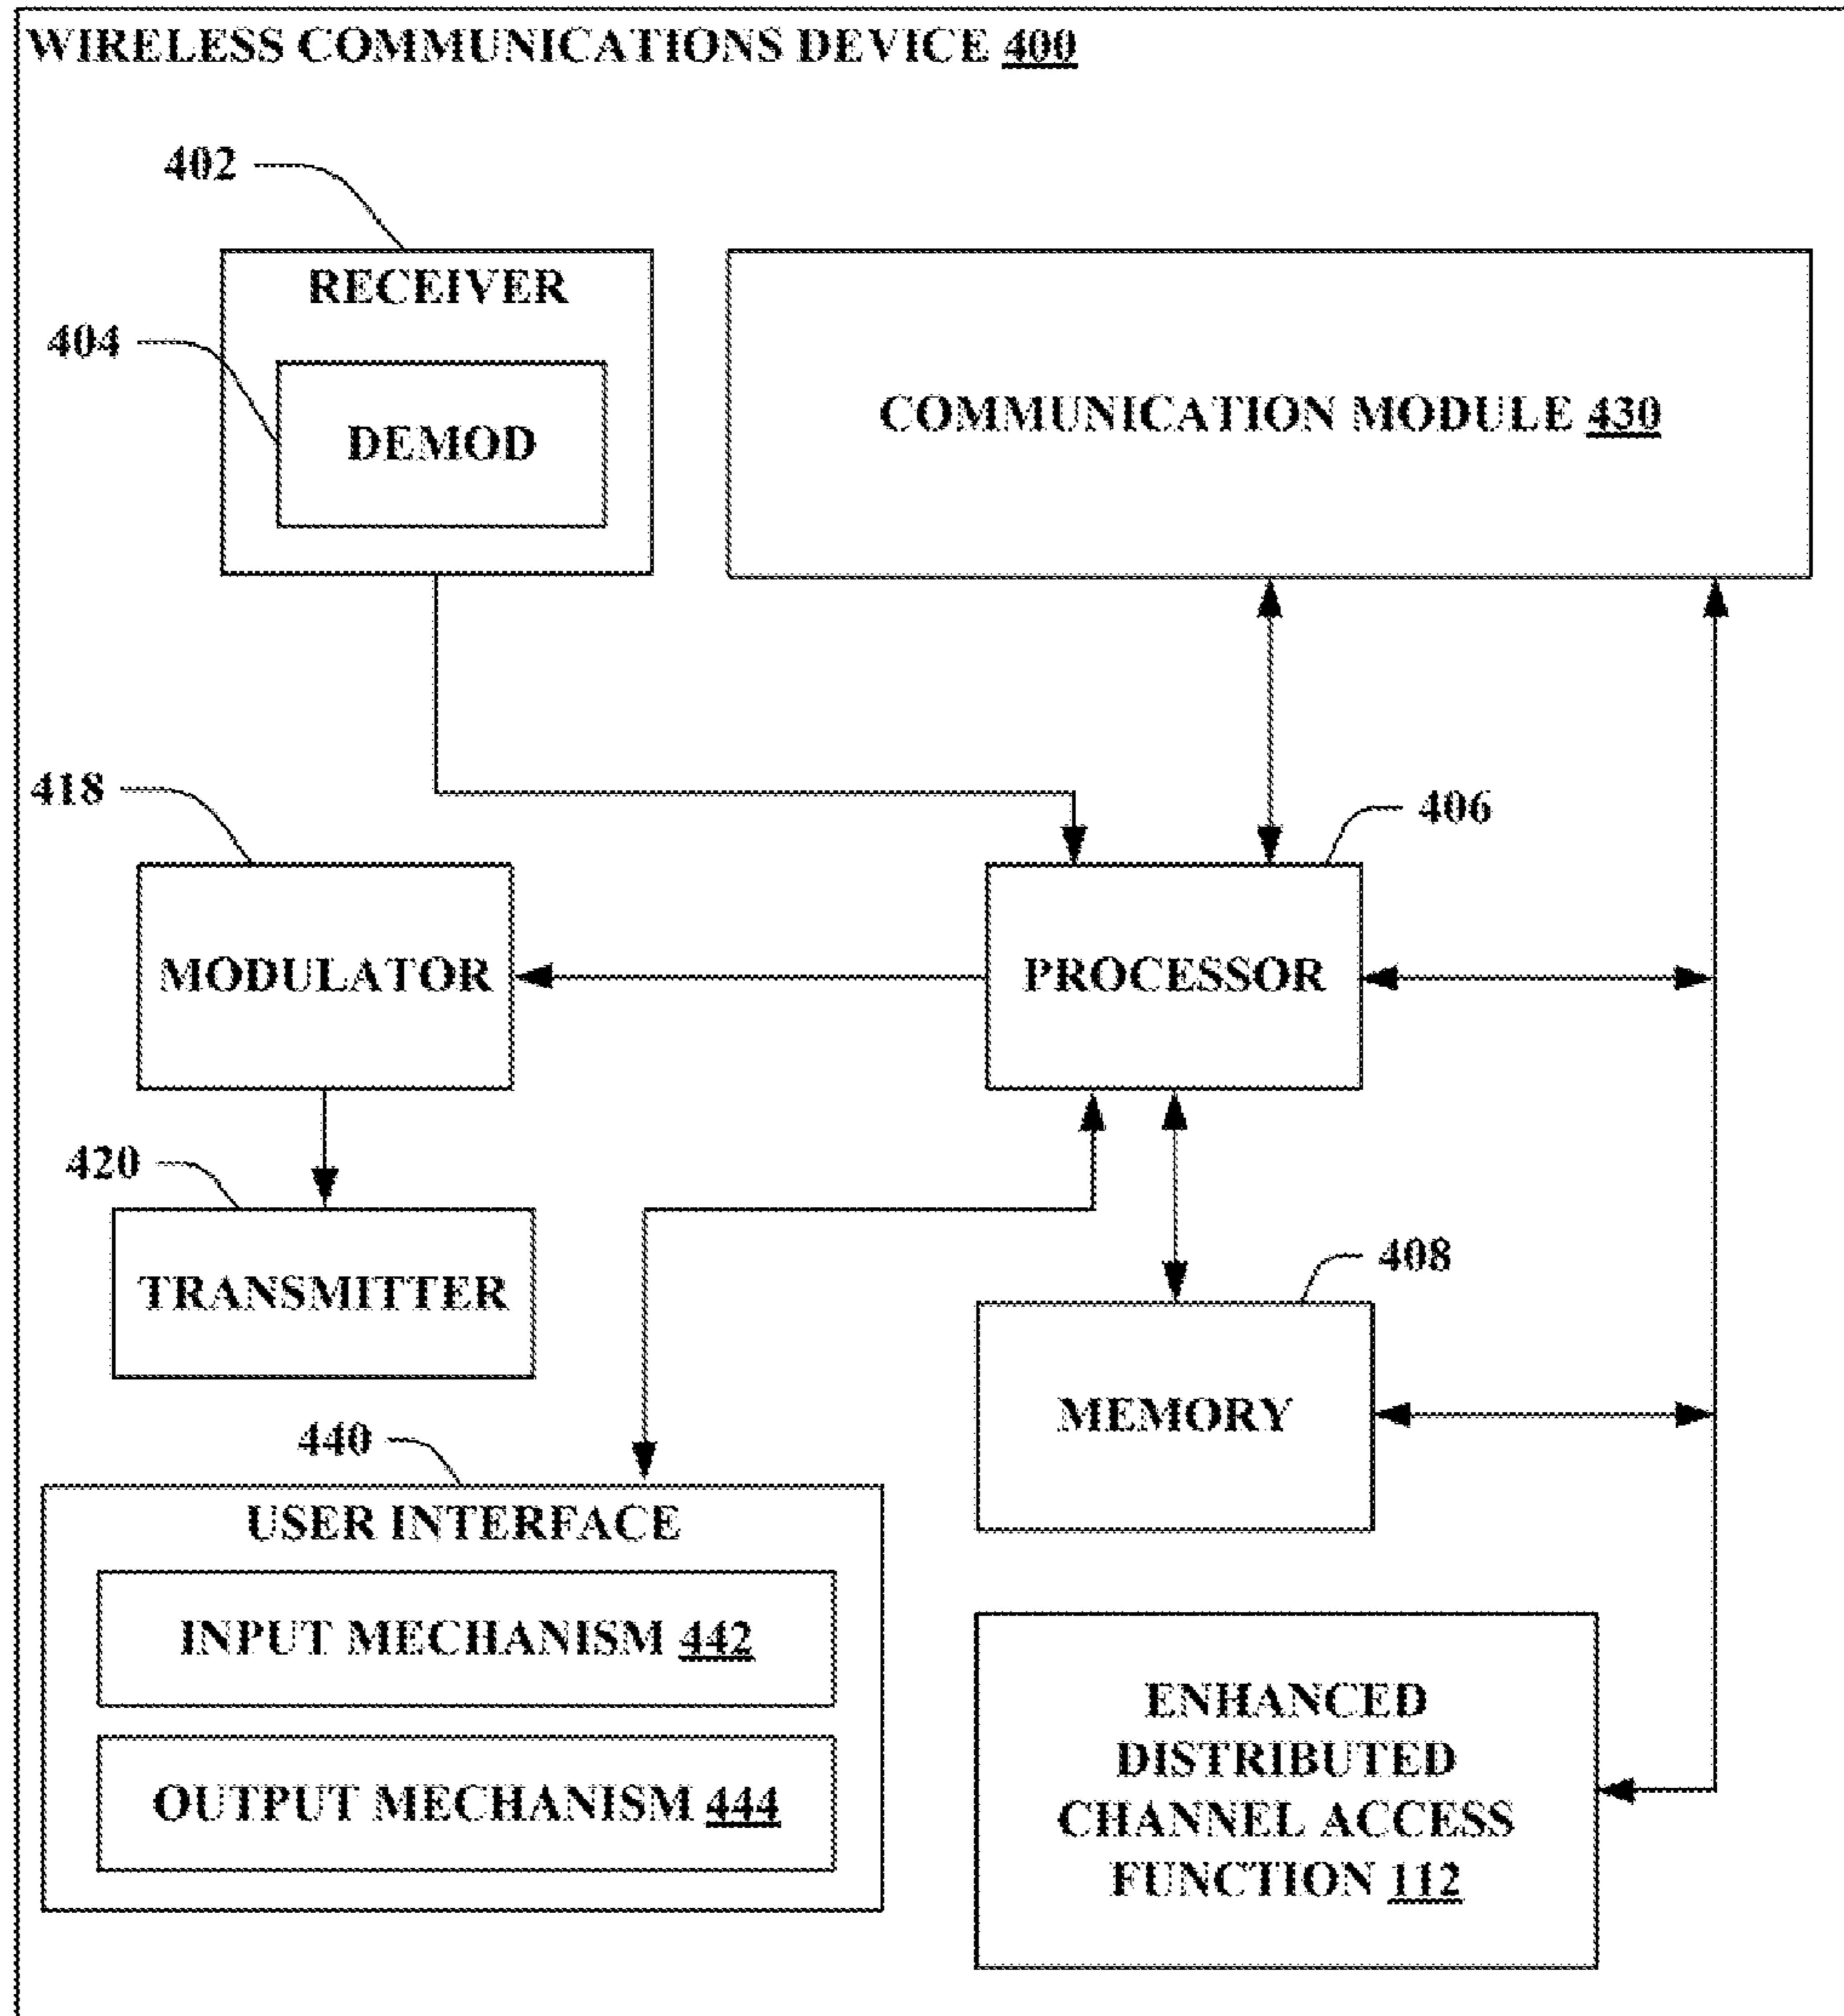 WIRELESS COMMUNICATIONS DEVICE 400
402
RECEIVER
404
DEMOD
COMMUNICATION MODULE 430
418
406
MODULATOR
PROCESSOR
420
TRANSMITTER
408
MEMORY
440
USER INTERFACE
INPUT MECHANISM 442
OUTPUT MECHANISM 444
ENHANCED
DISTRIBUTED
CHANNEL ACCESS
FUNCTION 112